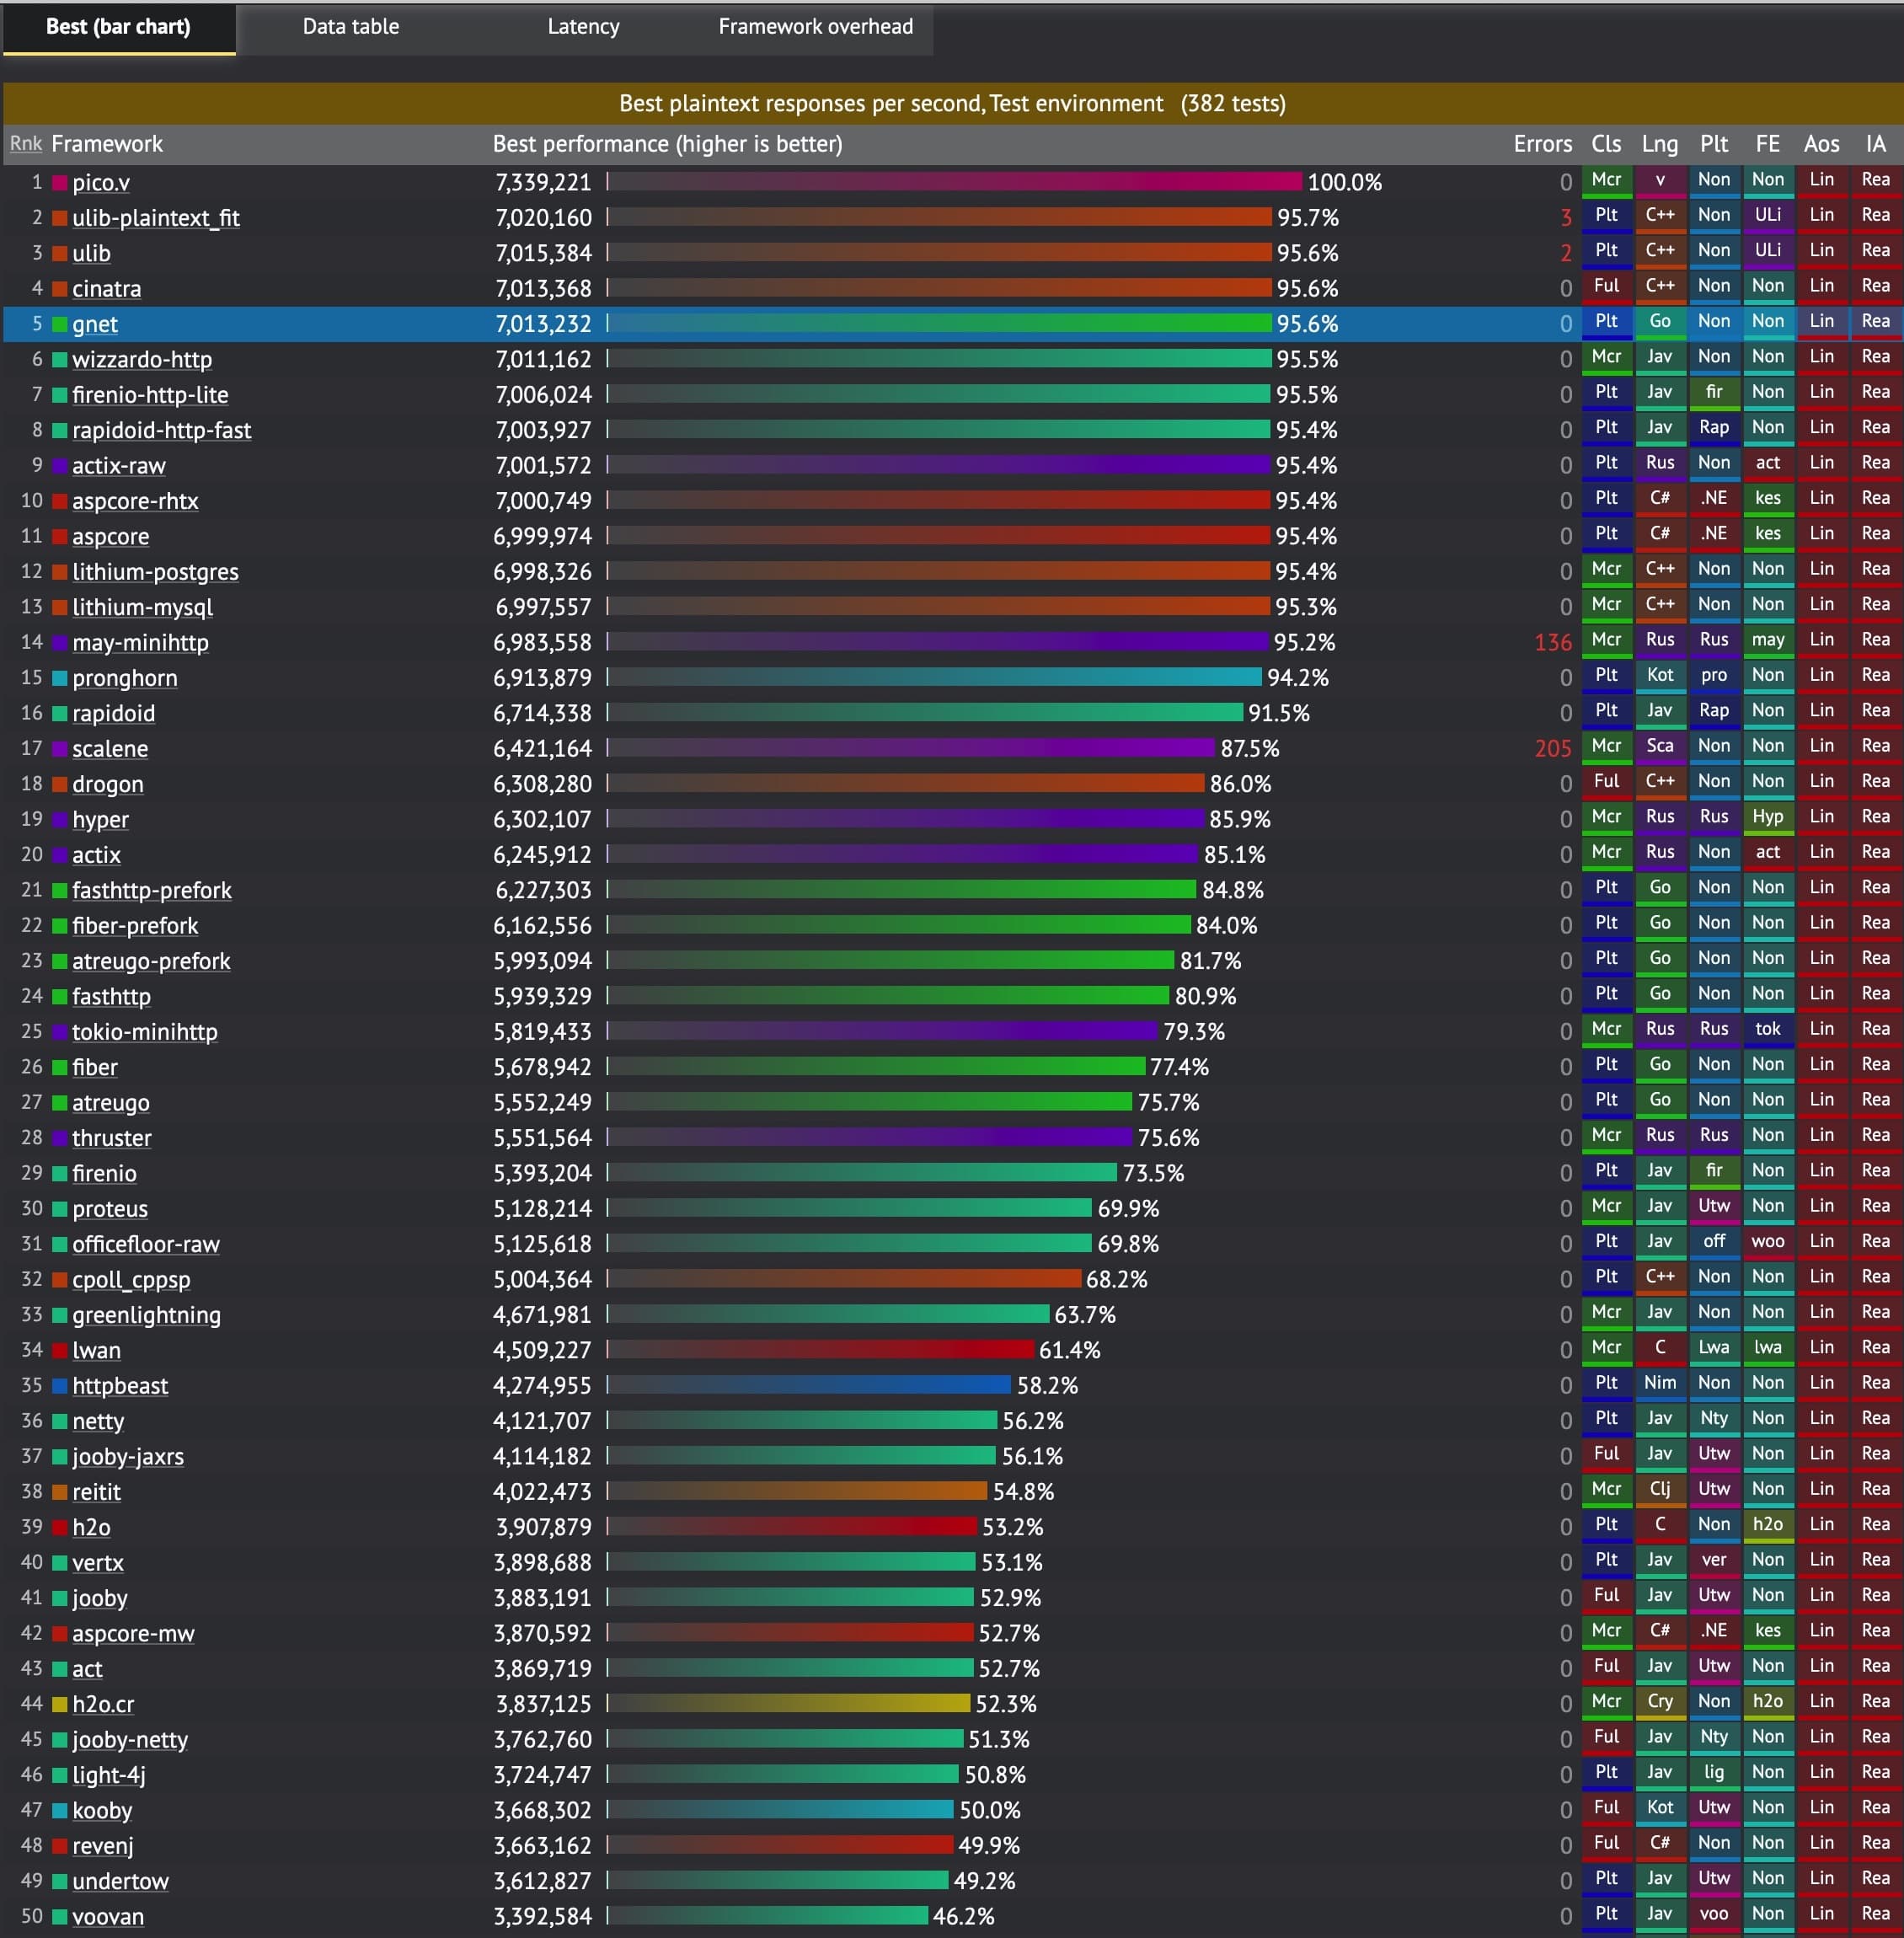 Best (bar chart) Data table Latency Framework overhead
Best plaintext responses per second, Test environment (382 tests)
Rnk Framework Best performance (higher is better) Errors Cls Lng Plt FE Aos IA
1 pico.v 7,339,221 100.0% 0 Mcr v Non Non Lin Rea
2 ulib-plaintext_fit 7,020,160 95.7% 3 Plt C++ Non ULi Lin Rea
3 ulib 7,015,384 95.6% 2 Plt C++ Non ULi Lin Rea
4 cinatra 7,013,368 95.6% 0 Ful C++ Non Non Lin Rea
5 gnet 7,013,232 95.6% 0 Plt Go Non Non Lin Rea
6 wizzardo-http 7,011,162 95.5% 0 Mcr Jav Non Non Lin Rea
7 firenio-http-lite 7,006,024 95.5% 0 Plt Jav fir Non Lin Rea
8 rapidoid-http-fast 7,003,927 95.4% 0 Plt Jav Rap Non Lin Rea
9 actix-raw 7,001,572 95.4% 0 Plt Rus Non act Lin Rea
10 aspcore-rhtx 7,000,749 95.4% 0 Plt C# .NE kes Lin Rea
11 aspcore 6,999,974 95.4% 0 Plt C# .NE kes Lin Rea
12 lithium-postgres 6,998,326 95.4% 0 Mcr C++ Non Non Lin Rea
13 lithium-mysql 6,997,557 95.3% 0 Mcr C++ Non Non Lin Rea
14 may-minihttp 6,983,558 95.2% 136 Mcr Rus Rus may Lin Rea
15 pronghorn 6,913,879 94.2% 0 Plt Kot pro Non Lin Rea
16 rapidoid 6,714,338 91.5% 0 Plt Jav Rap Non Lin Rea
17 scalene 6,421,164 87.5% 205 Mcr Sca Non Non Lin Rea
18 drogon 6,308,280 86.0% 0 Ful C++ Non Non Lin Rea
19 hyper 6,302,107 85.9% 0 Mcr Rus Rus Hyp Lin Rea
20 actix 6,245,912 85.1% 0 Mcr Rus Non act Lin Rea
21 fasthttp-prefork 6,227,303 84.8% 0 Plt Go Non Non Lin Rea
22 fiber-prefork 6,162,556 84.0% 0 Plt Go Non Non Lin Rea
23 atreugo-prefork 5,993,094 81.7% 0 Plt Go Non Non Lin Rea
24 fasthttp 5,939,329 80.9% 0 Plt Go Non Non Lin Rea
25 tokio-minihttp 5,819,433 79.3% 0 Mcr Rus Rus tok Lin Rea
26 fiber 5,678,942 77.4% 0 Plt Go Non Non Lin Rea
27 atreugo 5,552,249 75.7% 0 Plt Go Non Non Lin Rea
28 thruster 5,551,564 75.6% 0 Mcr Rus Rus Non Lin Rea
29 firenio 5,393,204 73.5% 0 Plt Jav fir Non Lin Rea
30 proteus 5,128,214 69.9% 0 Mcr Jav Utw Non Lin Rea
31 officefloor-raw 5,125,618 69.8% 0 Plt Jav off woo Lin Rea
32 cpoll_cppsp 5,004,364 68.2% 0 Plt C++ Non Non Lin Rea
33 greenlightning 4,671,981 63.7% 0 Mcr Jav Non Non Lin Rea
34 lwan 4,509,227 61.4% 0 Mcr C Lwa lwa Lin Rea
35 httpbeast 4,274,955 58.2% 0 Plt Nim Non Non Lin Rea
36 netty 4,121,707 56.2% 0 Plt Jav Nty Non Lin Rea
37 jooby-jaxrs 4,114,182 56.1% 0 Ful Jav Utw Non Lin Rea
38 reitit 4,022,473 54.8% 0 Mcr Clj Utw Non Lin Rea
39 h2o 3,907,879 53.2% 0 Plt C Non h2o Lin Rea
40 vertx 3,898,688 53.1% 0 Plt Jav ver Non Lin Rea
41 jooby 3,883,191 52.9% 0 Ful Jav Utw Non Lin Rea
42 aspcore-mw 3,870,592 52.7% 0 Mcr C# .NE kes Lin Rea
43 act 3,869,719 52.7% 0 Ful Jav Utw Non Lin Rea
44 h2o.cr 3,837,125 52.3% 0 Mcr Cry Non h2o Lin Rea
45 jooby-netty 3,762,760 51.3% 0 Ful Jav Nty Non Lin Rea
46 light-4j 3,724,747 50.8% 0 Plt Jav lig Non Lin Rea
47 kooby 3,668,302 50.0% 0 Ful Kot Utw Non Lin Rea
48 revenj 3,663,162 49.9% 0 Ful C# Non Non Lin Rea
49 undertow 3,612,827 49.2% 0 Plt Jav Utw Non Lin Rea
50 voovan 3,392,584 46.2% 0 Plt Jav voo Non Lin Rea